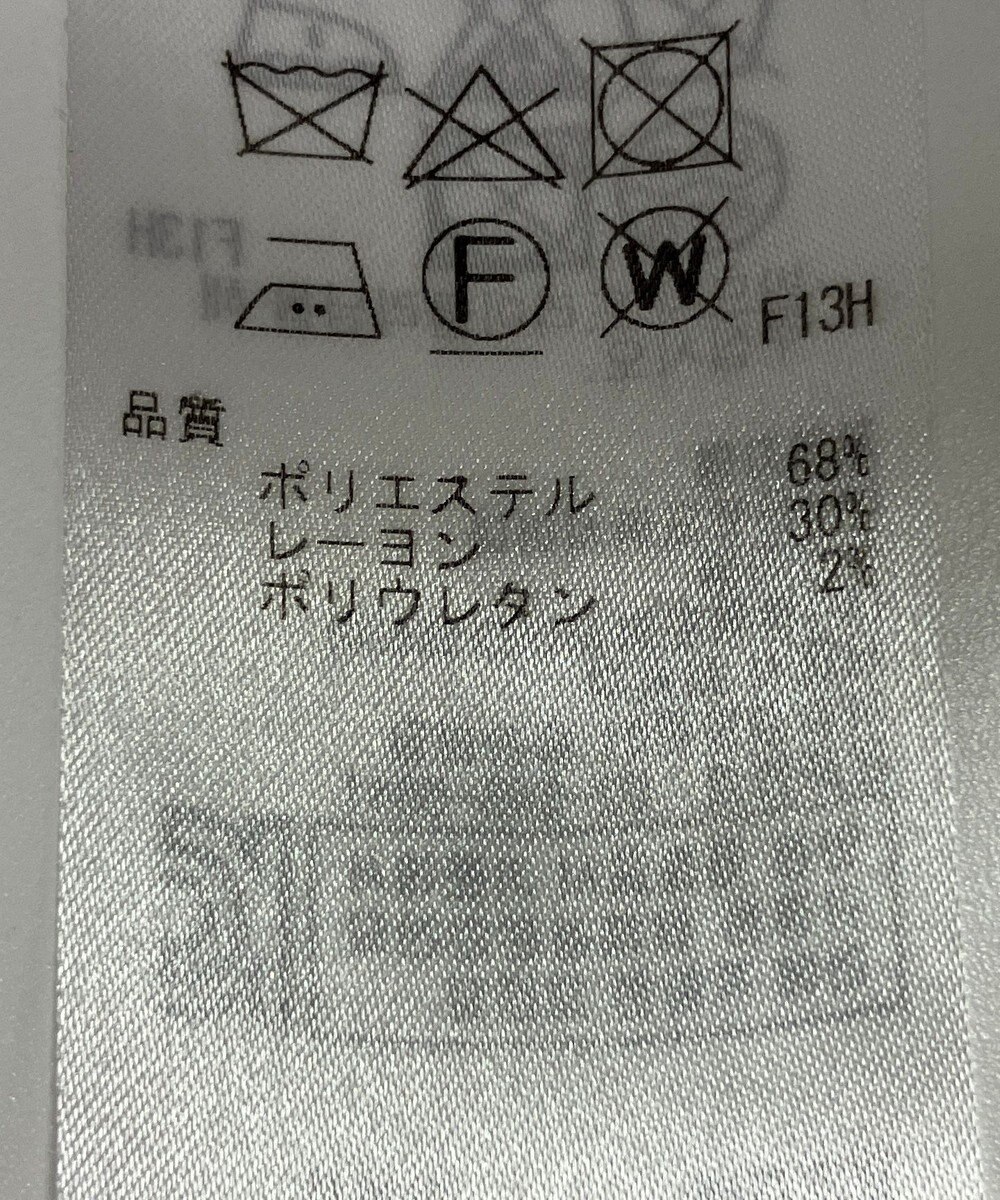 F
W
F13H
品質
ポリエステル 68%
レーヨン 30%
ポリウレタン 2%